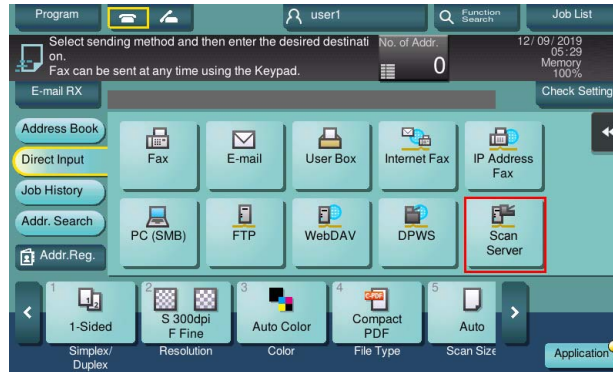 Program
user1
Function Search
Job List
Select sending method and then enter the desired destinati
on.
Fax can be sent at any time using the Keypad.
No. of Addr.
0
12/09/2019
05:29
Memory
100%
E-mail RX
Check Setting
Address Book
Direct Input
Job History
Addr. Search
Addr.Reg.
Fax
E-mail
User Box
Internet Fax
IP Address
Fax
PC (SMB)
FTP
WebDAV
DPWS
Scan
Server
1
1-Sided
Simplex/
Duplex
2
S 300dpi
F Fine
Resolution
3
Auto Color
Color
4
C-PDF
Compact
PDF
File Type
5
Auto
Scan Size
Application